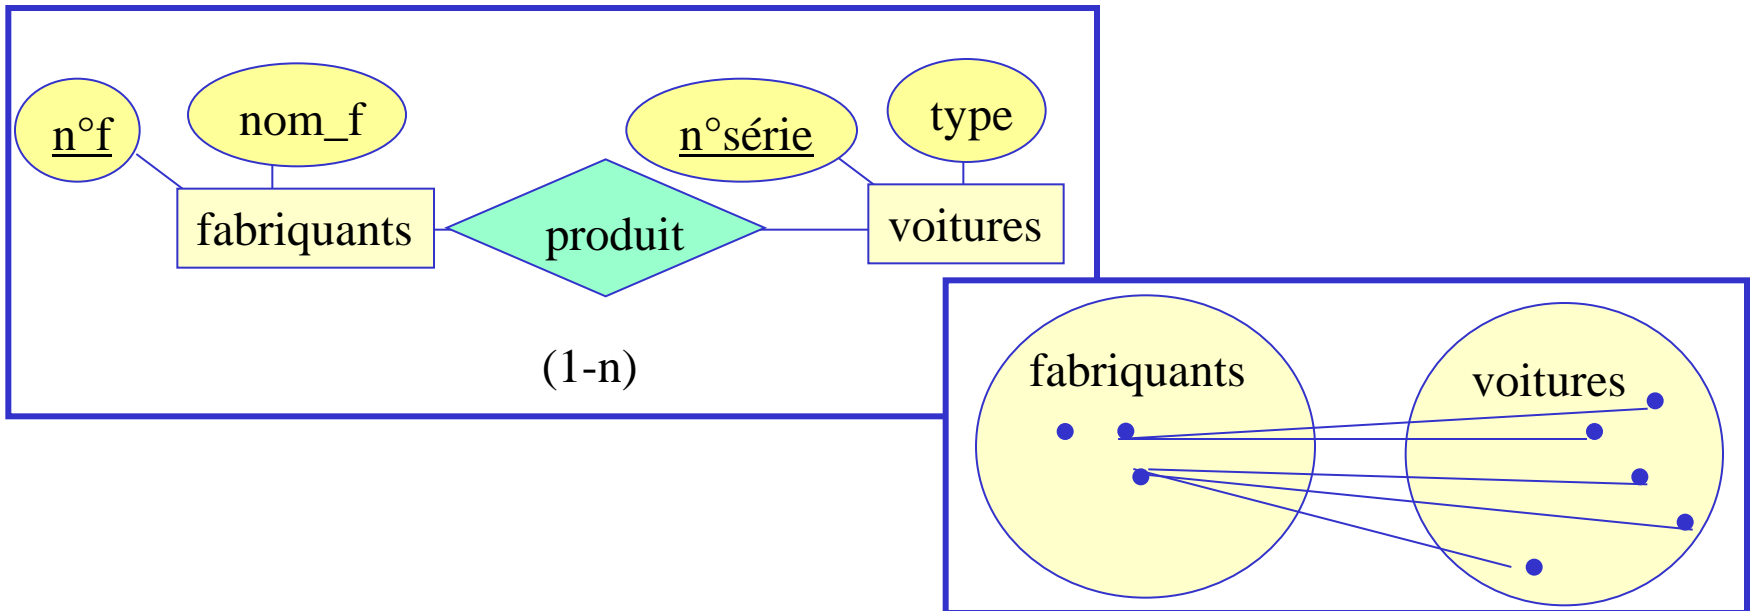 n°f
nom_f
n°série
type
fabriquants
produit
voitures
(1-n)
fabriquants
voitures